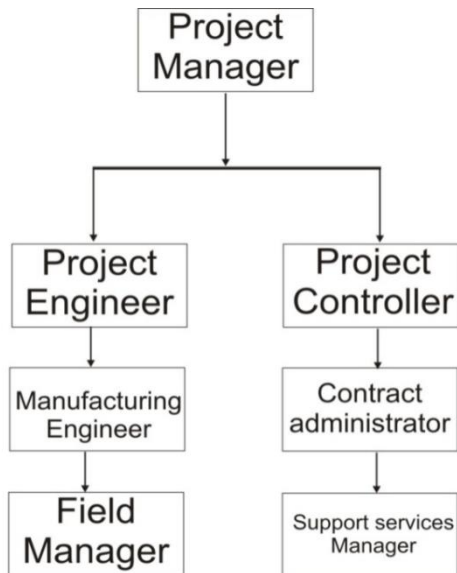 Project
Manager
Project
Engineer
Project
Controller
Manufacturing
Engineer
Contract
administrator
Field
Manager
Support services
Manager